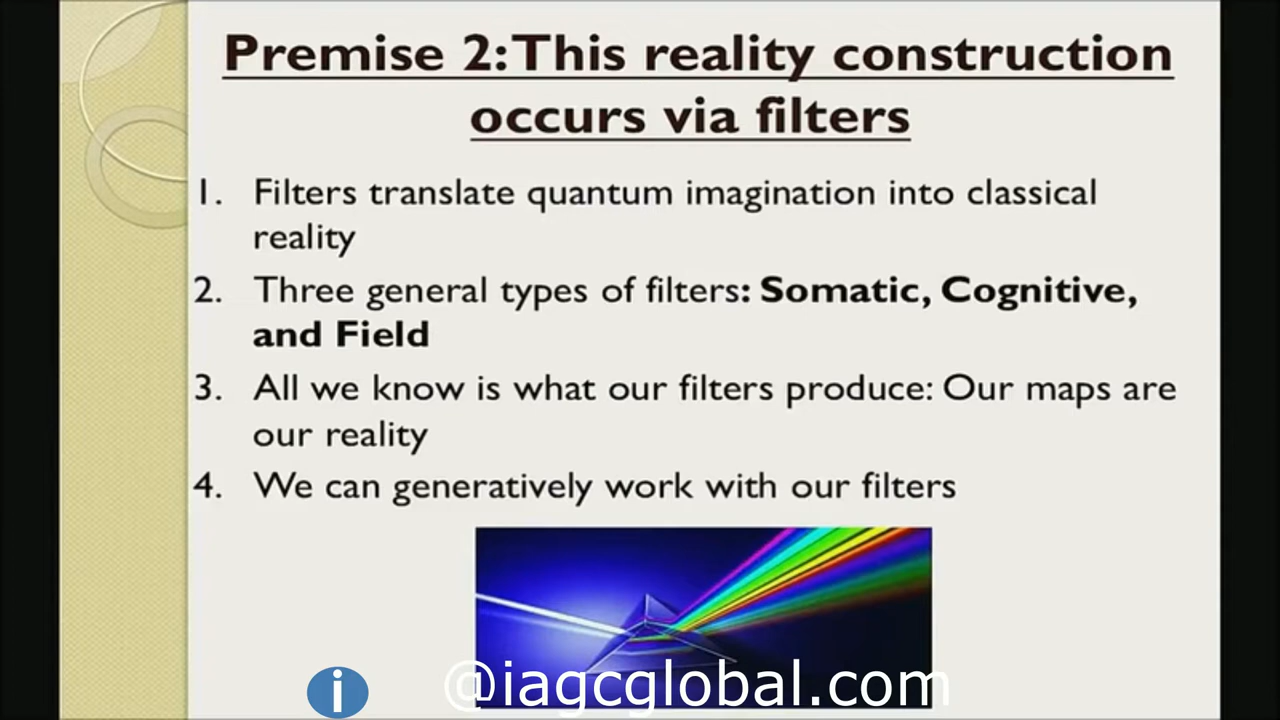 Premise 2: This reality construction
occurs via filters
1. Filters translate quantum imagination into classical
reality
2. Three general types of filters: Somatic, Cognitive,
and Field
3. All we know is what our filters produce: Our maps are
our reality
4. We can generatively work with our filters
i @iagcglobal.com